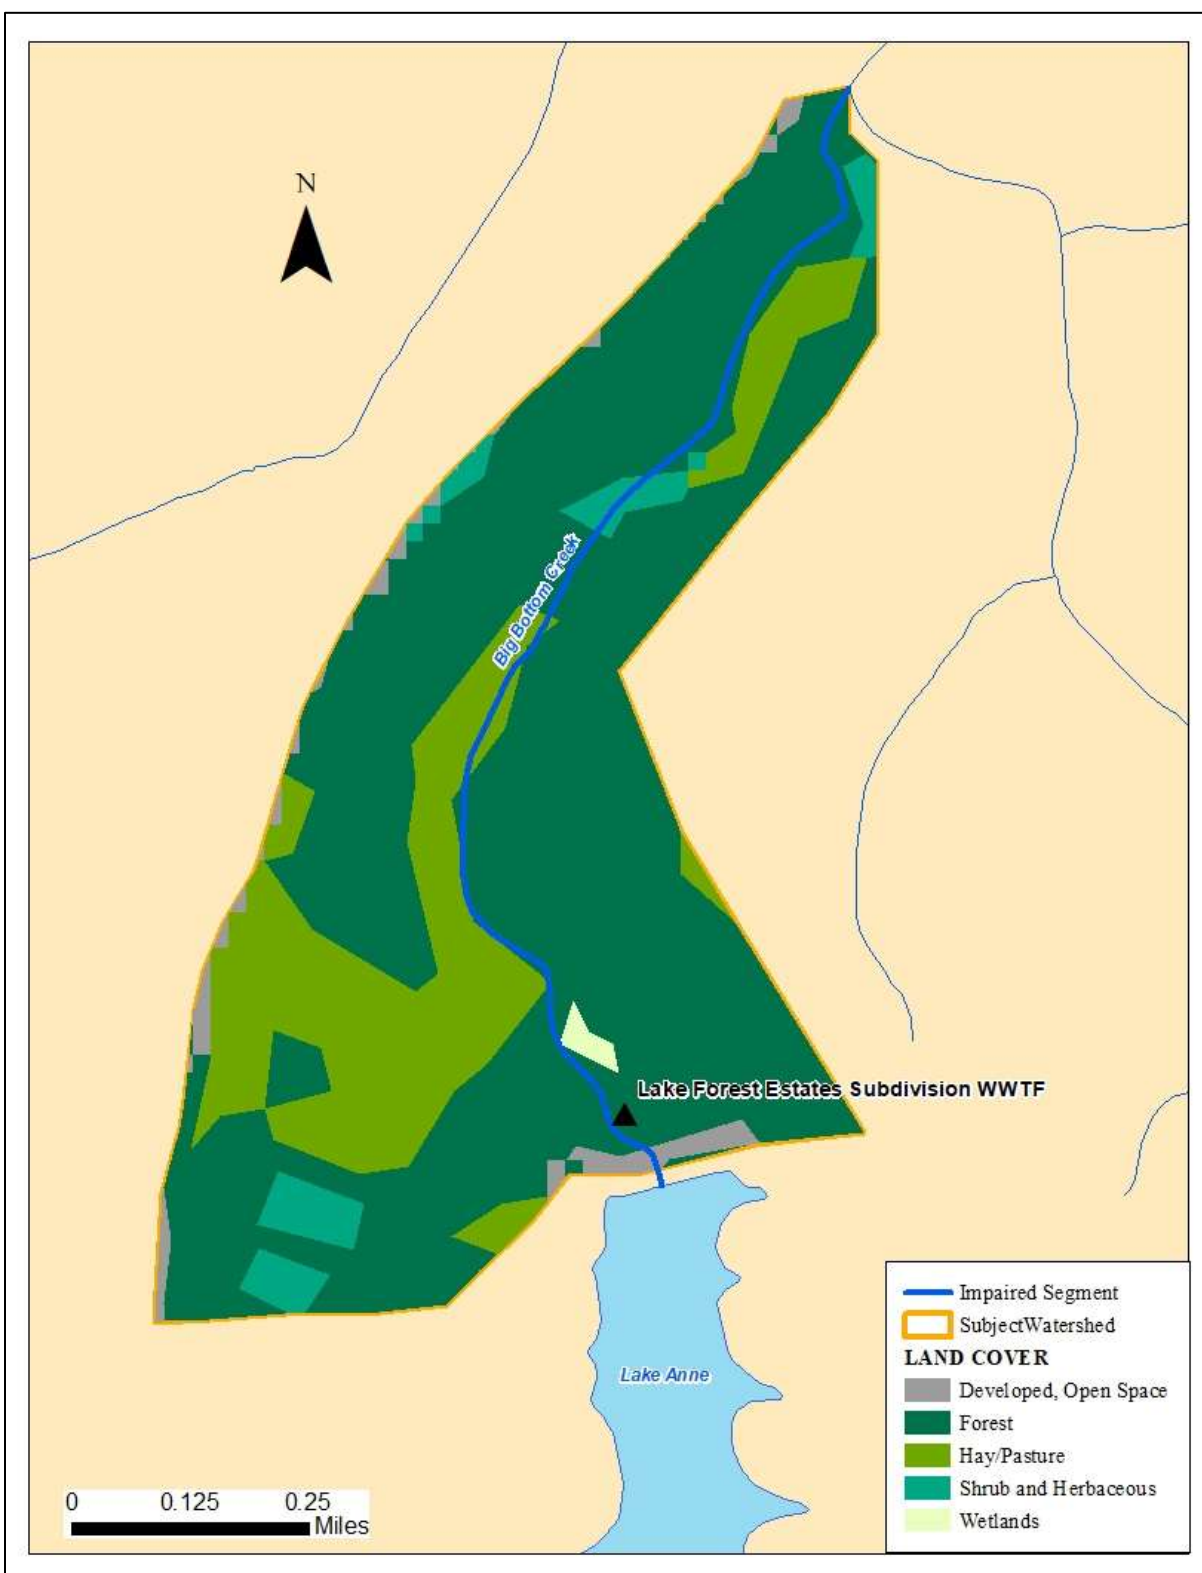 N
Big Bottom Creek
Lake Forest Estates Subdivision WWTF
Lake Anne
Impaired Segment
SubjectWatershed
LAND COVER
Developed, Open Space
Forest
Hay/Pasture
Shrub and Herbaceous
Wetlands
0 0.125 0.25
Miles